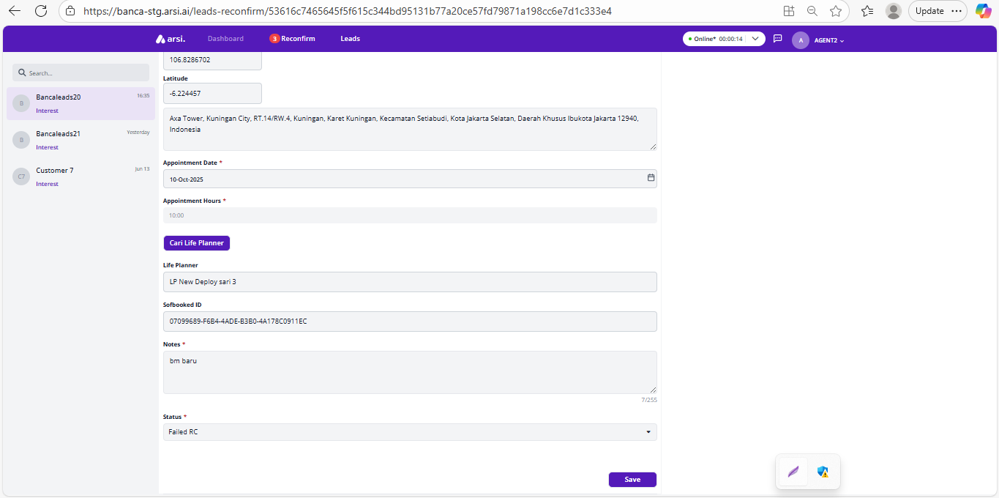 https://banca-stg.arsi.ai/leads-reconfirm/53616c7465645f5f615c344bd95131b77a20ce57fd79871a198cc6e7d1c333e4
Update
arsi.
Dashboard
3 Reconfirm
Leads
Online* 00:00:14
A
AGENT2
Search...
B
Bancaleads20
16:35
Interest
B
Bancaleads21
Yesterday
Interest
C7
Customer 7
Jun 13
Interest
106.8286702
Latitude
-6.224457
Axa Tower, Kuningan City, RT.14/RW.4, Kuningan, Karet Kuningan, Kecamatan Setiabudi, Kota Jakarta Selatan, Daerah Khusus Ibukota Jakarta 12940,
Indonesia
Appointment Date *
10-Oct-2025
Appointment Hours *
10:00
Cari Life Planner
Life Planner
LP New Deploy sari 3
Sofbooked ID
07099689-F6B4-4ADE-B3B0-4A178C0911EC
Notes *
bm baru
7/255
Status *
Failed RC
Save